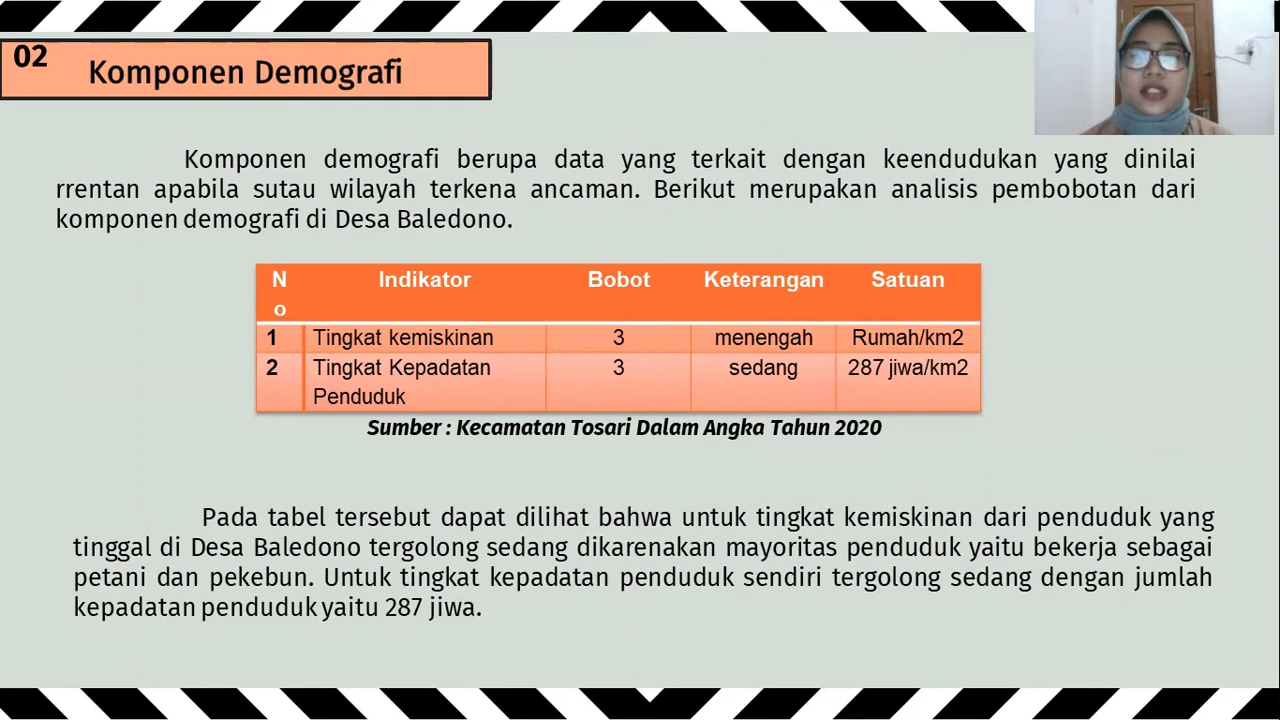 02
Komponen Demografi
Komponen demografi berupa data yang terkait dengan keendudukan yang dinilai
rrentan apabila sutau wilayah terkena ancaman. Berikut merupakan analisis pembobotan dari
komponen demografi di Desa Baledono.
No Indikator Bobot Keterangan Satuan
1 Tingkat kemiskinan 3 menengah Rumah/km2
2 Tingkat Kepadatan 3 sedang 287 jiwa/km2
Penduduk
Sumber : Kecamatan Tosari Dalam Angka Tahun 2020
Pada tabel tersebut dapat dilihat bahwa untuk tingkat kemiskinan dari penduduk yang
tinggal di Desa Baledono tergolong sedang dikarenakan mayoritas penduduk yaitu bekerja sebagai
petani dan pekebun. Untuk tingkat kepadatan penduduk sendiri tergolong sedang dengan jumlah
kepadatan penduduk yaitu 287 jiwa.